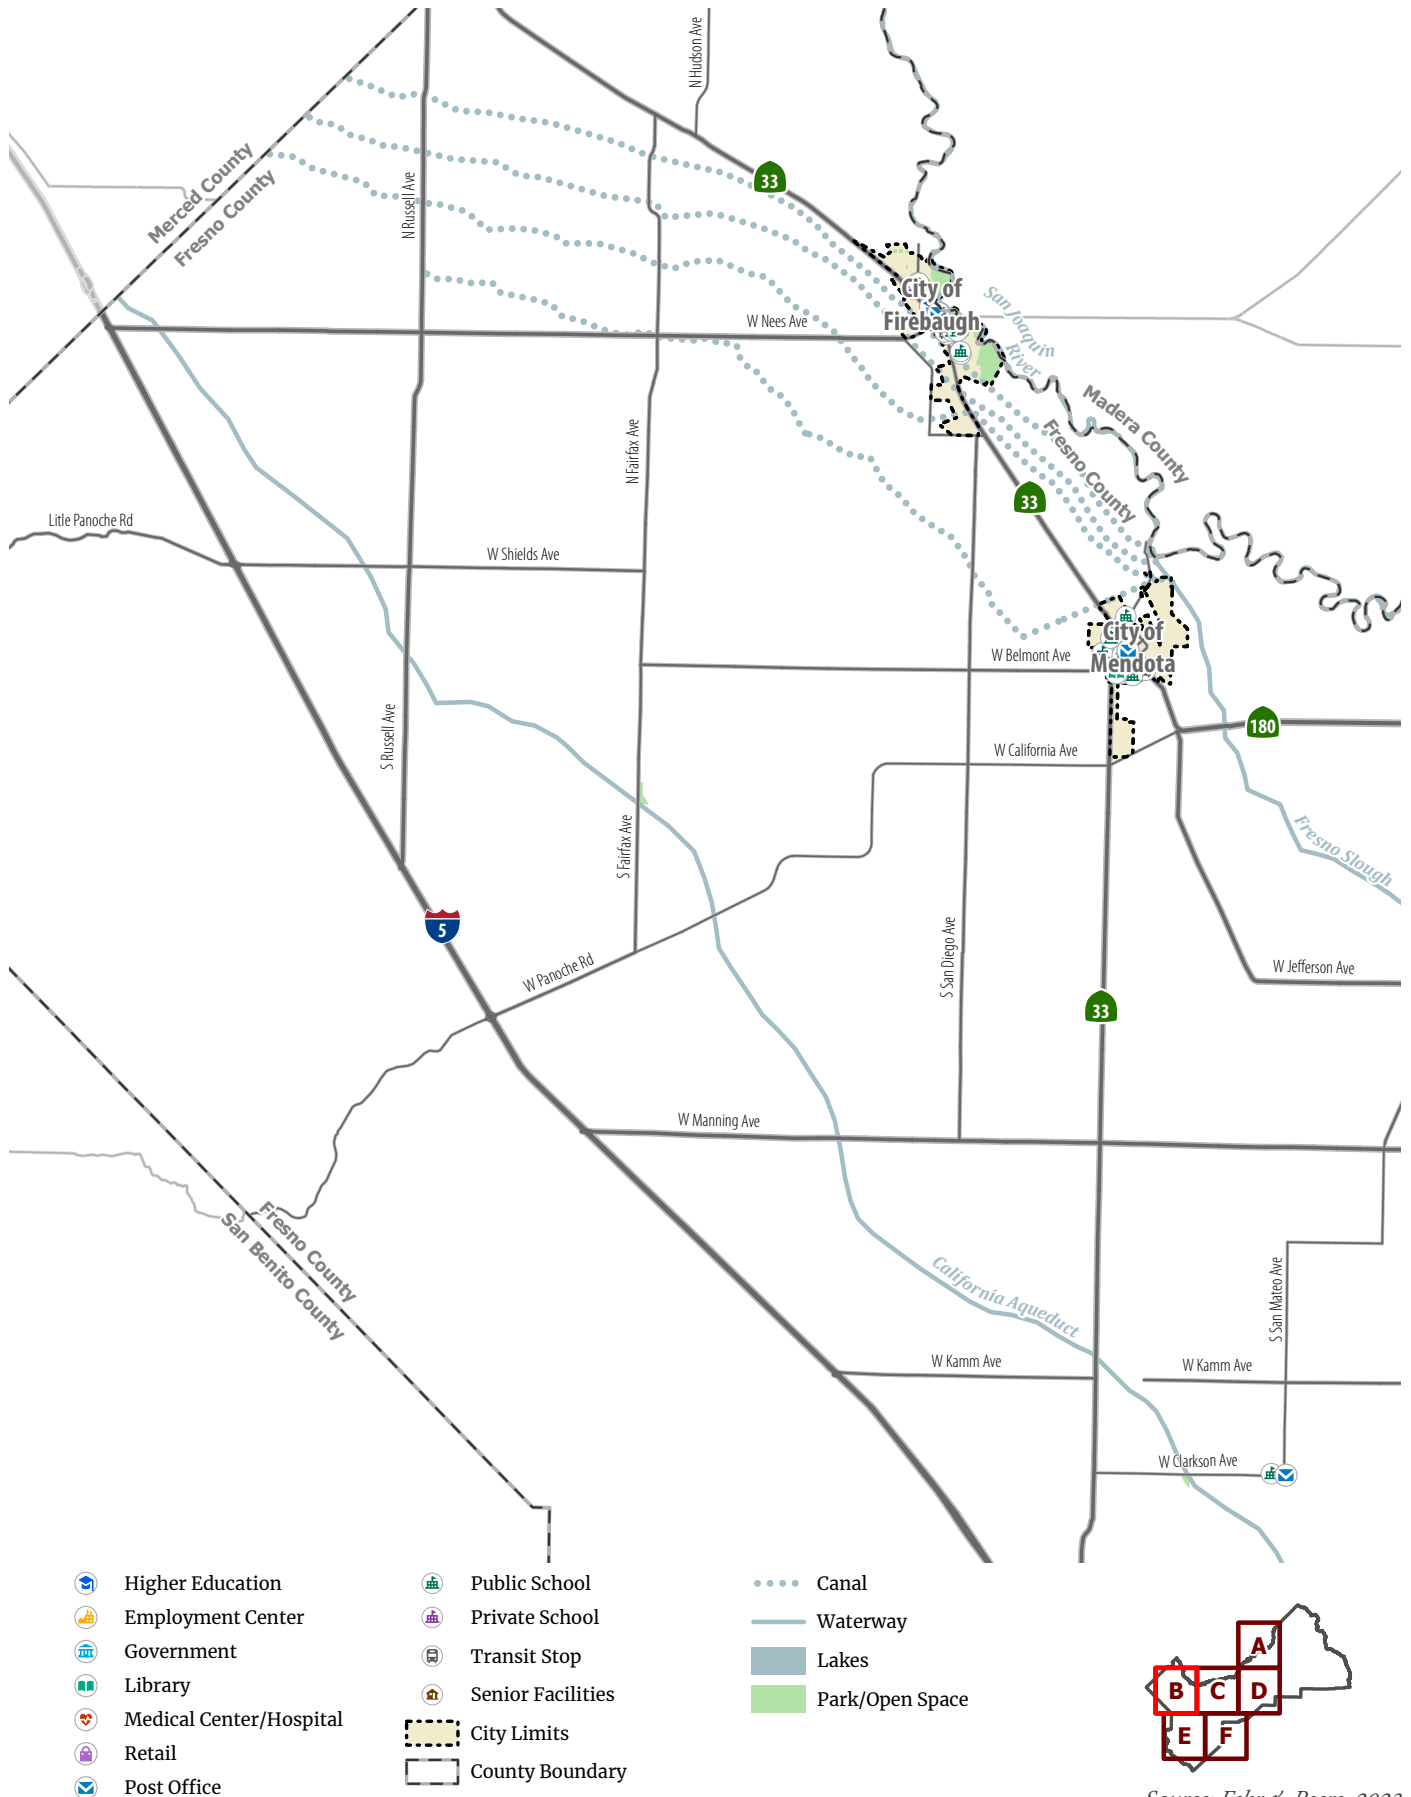 N Hudson Ave
Merced County
Fresno County
N Russell Ave
33
City of
Firebaugh
San Joaquin
River
W Nees Ave
Madera County
Fresno County
N Fairfax Ave
33
Litle Panoche Rd
W Shields Ave
City of
Mendota
W Belmont Ave
S Russell Ave
180
W California Ave
Fresno Slough
S Fairfax Ave
5
S San Diego Ave
W Panoche Rd
W Jefferson Ave
33
W Manning Ave
Fresno County
San Benito County
California Aqueduct
S San Mateo Ave
W Kamm Ave
W Kamm Ave
W Clarkson Ave
Higher Education
Employment Center
Government
Library
Medical Center/Hospital
Retail
Post Office
Public School
Private School
Transit Stop
Senior Facilities
City Limits
County Boundary
Canal
Waterway
Lakes
Park/Open Space
A
B C D
E F